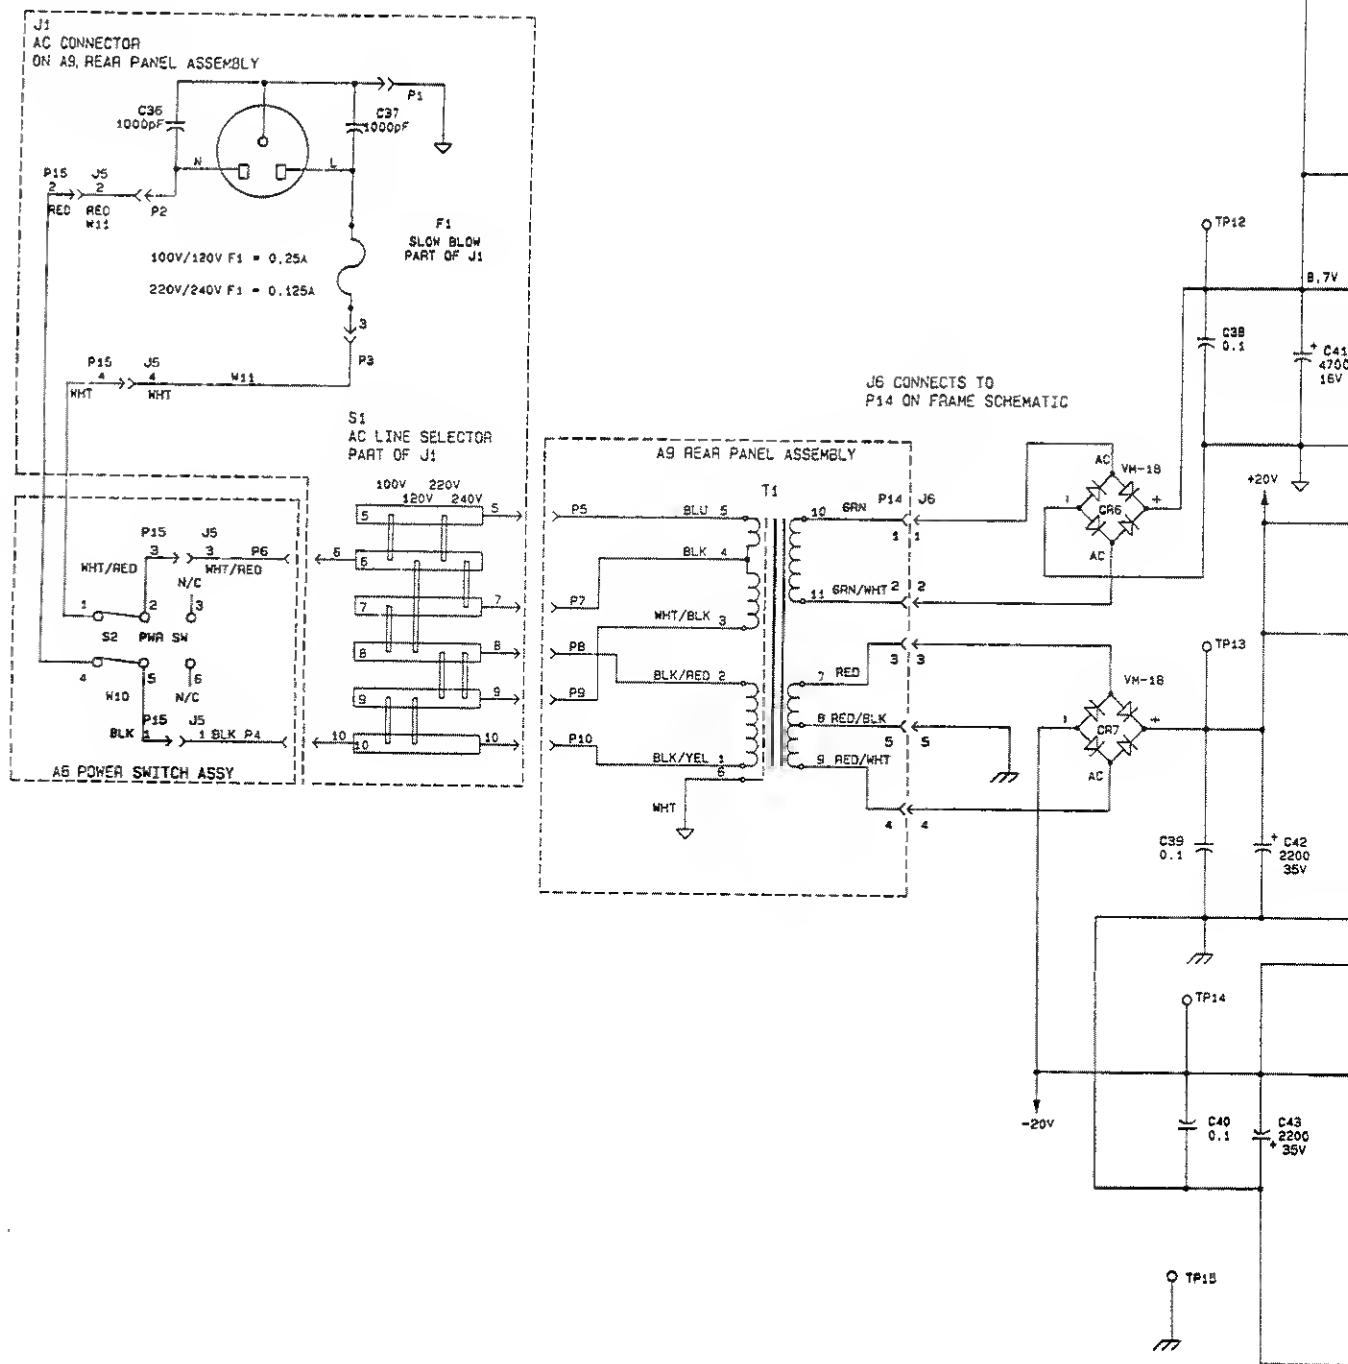 J1
AC CONNECTOR
ON A9, REAR PANEL ASSEMBLY
C36
1000pF
C37
1000pF
P1
N
L
P15
2
RED
J5
2
RED
W11
P2
F1
SLOW BLOW
PART OF J1
100V/120V F1 = 0.25A
220V/240V F1 = 0.125A
3
P3
P15
4
WHT
J5
4
WHT
W11
S1
AC LINE SELECTOR
PART OF J1
100V 220V
120V 240V
5
5
6
6
7
7
8
8
9
9
10
10
10
P15
3
WHT/RED
J5
3
WHT/RED
P6
N/C
1
2
3
S2 PWR SW
4
5
6
W10
N/C
P15
BLK 1
J5
1 BLK P4
A6 POWER SWITCH ASSY
A9 REAR PANEL ASSEMBLY
T1
P5
BLU 5
BLK 4
P7
WHT/BLK 3
P8
BLK/RED 2
P9
P10
BLK/YEL 1
6
WHT
10
GRN
P14 J6
1 1
11
GRN/WHT 2 2
7
RED
3 3
8 RED/BLK
5 5
9 RED/WHT
4 4
J6 CONNECTS TO
P14 ON FRAME SCHEMATIC
AC
VM-18
CR6
+
AC
VM-18
CR7
+
AC
TP12
8.7V
C38
0.1
+
C41
4700
16V
+20V
TP13
C39
0.1
+
C42
2200
35V
TP14
-20V
C40
0.1
C43
2200
+ 35V
TP15